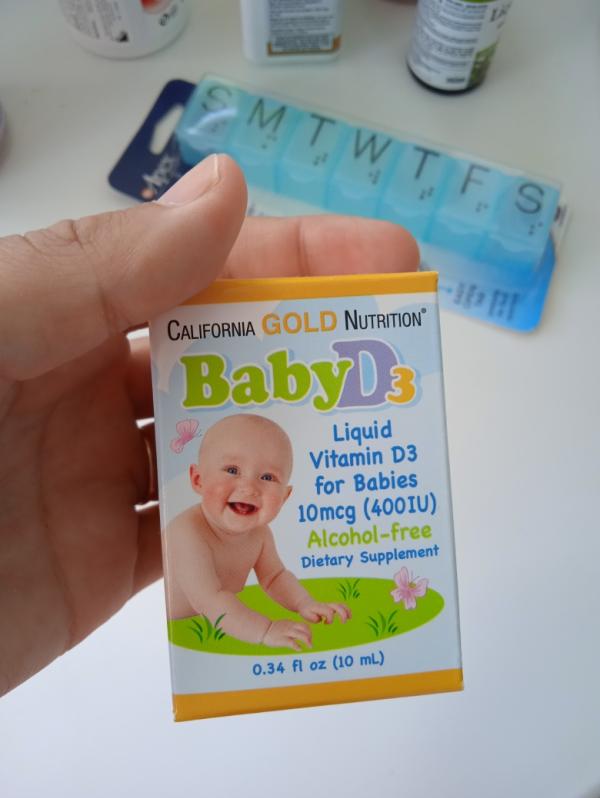 S M T W T F S
Apex
CALIFORNIA GOLD NUTRITION®
BabyD3
Liquid
Vitamin D3
for Babies
10mcg (400IU)
Alcohol-free
Dietary Supplement
0.34 fl oz (10 mL)